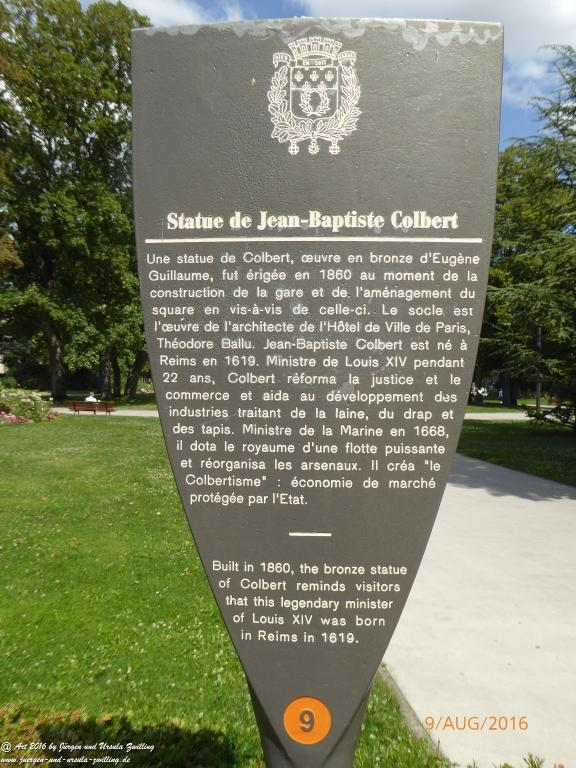 Statue de Jean-Baptiste Colbert
Une statue de Colbert, œuvre en bronze d'Eugène
Guillaume, fut érigée en 1860 au moment de la
construction de la gare et de l'aménagement du
square en vis-à-vis de celle-ci. Le socle est
l'œuvre de l'architecte de l'Hôtel de Ville de Paris,
Théodore Ballu. Jean-Baptiste Colbert est né à
Reims en 1619. Ministre de Louis XIV pendant
22 ans, Colbert réforma la justice et le
commerce et aida au développement des
industries traitant de la laine, du drap et
des tapis. Ministre de la Marine en 1668,
il dota le royaume d'une flotte puissante
et réorganisa les arsenaux. Il créa "le
Colbertisme" : économie de marché
protégée par l'Etat.
Built in 1860, the bronze statue
of Colbert reminds visitors
that this legendary minister
of Louis XIV was born
in Reims in 1619.
9
9/AUG/2016
@ Art 2016 by Jürgen und Ursula Zwilling
www.juergen-und-ursula-zwilling.de